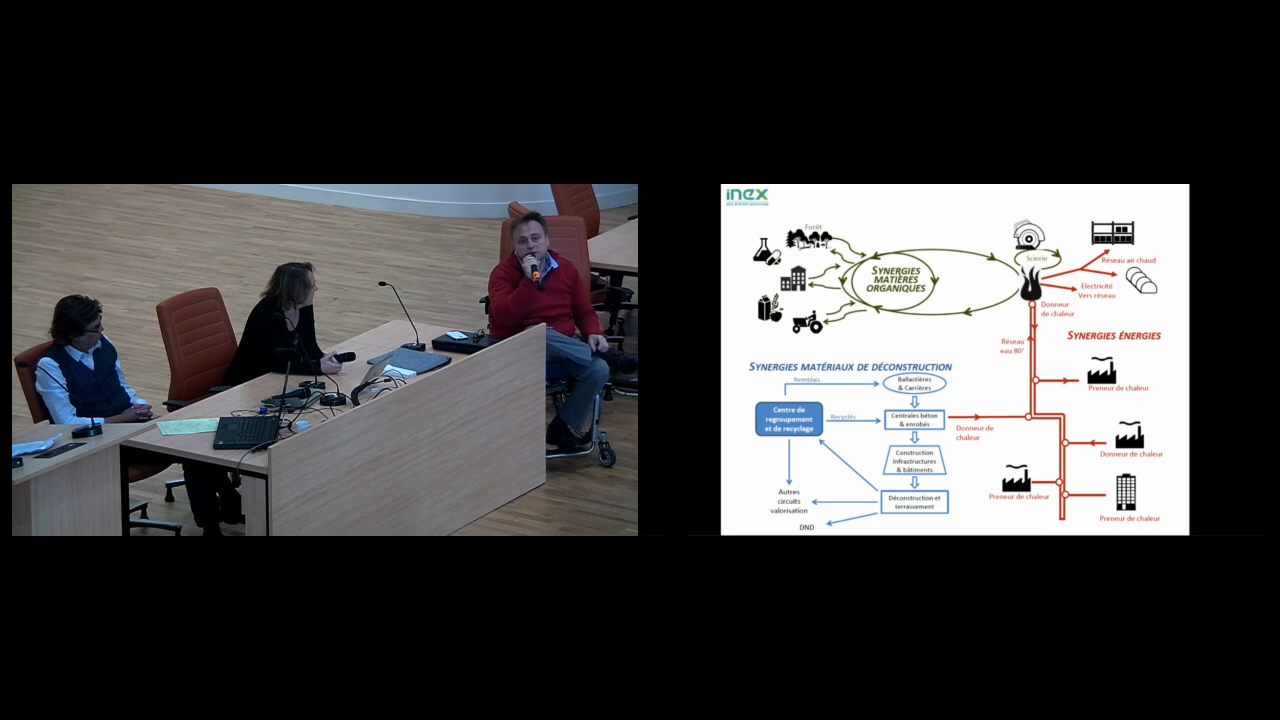 inex
Forêt
SYNERGIES
MATIÈRES
ORGANIQUES
Scierie
Réseau air chaud
Electricité
Vers réseau
Donneur
de chaleur
Réseau
eau 80°
SYNERGIES ÉNERGIES
Preneur de chaleur
Donneur de chaleur
Preneur de chaleur
Preneur de chaleur
SYNERGIES MATÉRIAUX DE DÉCONSTRUCTION
Remblais
Ballastières
& Carrières
Centre de
regroupement
et de recyclage
Recyclés
Centrales béton
& enrobés
Donneur de
chaleur
Construction
Infrastructures
& bâtiments
Déconstruction et
terrassement
Autres
circuits
valorisation
DND